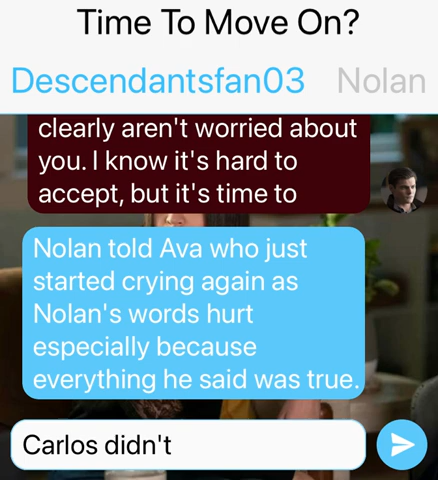 Time To Move On?
Descendantsfan03 Nolan
clearly aren't worried about
you. I know it's hard to
accept, but it's time to
Nolan told Ava who just
started crying again as
Nolan's words hurt
especially because
everything he said was true.
Carlos didn't